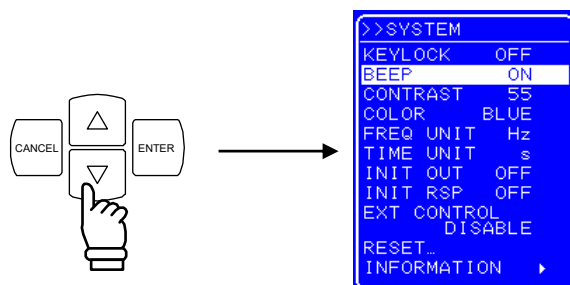 CANCEL
ENTER
>>SYSTEM
KEYLOCK OFF
BEEP ON
CONTRAST 55
COLOR BLUE
FREQ UNIT Hz
TIME UNIT s
INIT OUT OFF
INIT RSP OFF
EXT CONTROL
DISABLE
RESET…
INFORMATION